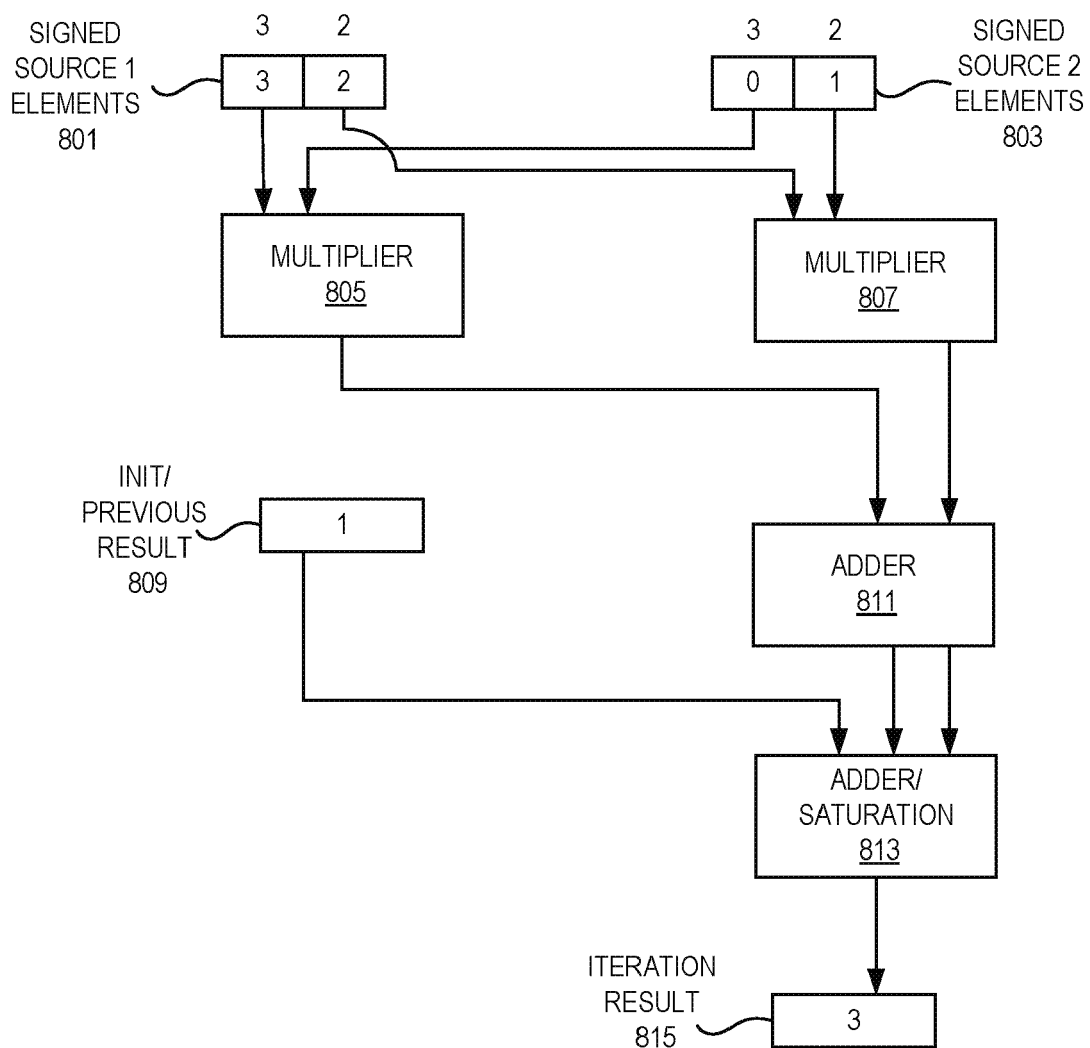 SIGNED
SOURCE 1
ELEMENTS
801
3 2
3 2
3 2
0 1
SIGNED
SOURCE 2
ELEMENTS
803
MULTIPLIER
805
MULTIPLIER
807
INIT/
PREVIOUS
RESULT
809
1
ADDER
811
ADDER/
SATURATION
813
ITERATION
RESULT
815
3